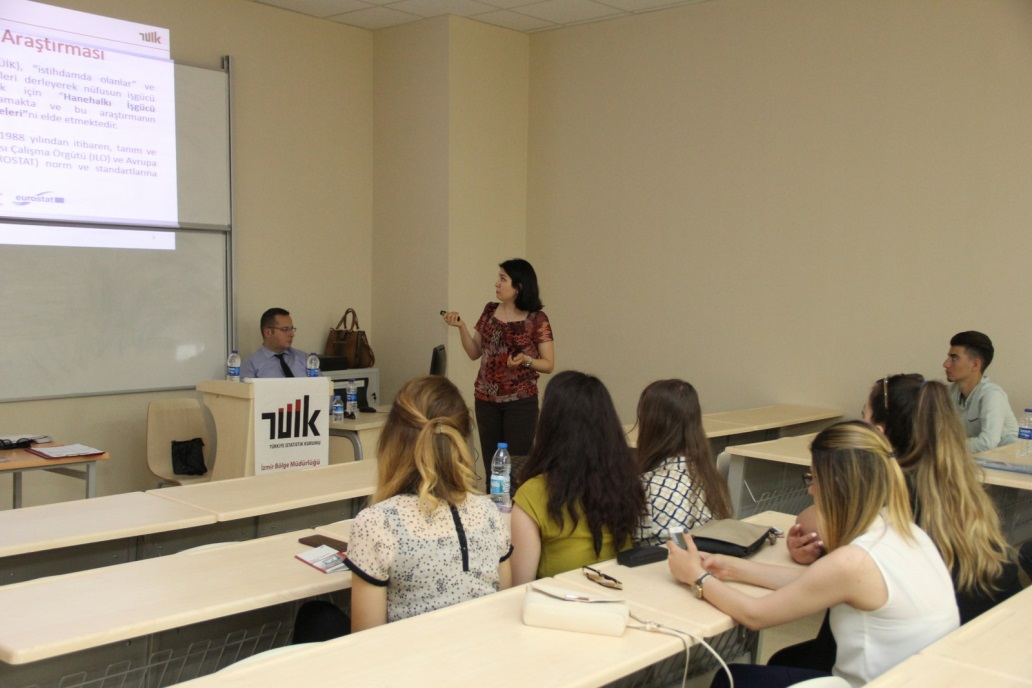 TÜİK
Araştırması
ÜİK), "istihdamda olanlar" ve
leri derleyerek nüfusun işgücü
k için "Hanehalkı İşgücü
amakta ve bu araştırmanın
eleri"ni elde etmektedir.
1988 yılından itibaren, tanım ve
sı Çalışma Örgütü (ILO) ve Avrupa
ROSTAT) norm ve standartlarına
eurostat
TÜİK
TÜRKİYE İSTATİSTİK KURUMU
İzmir Bölge Müdürlüğü